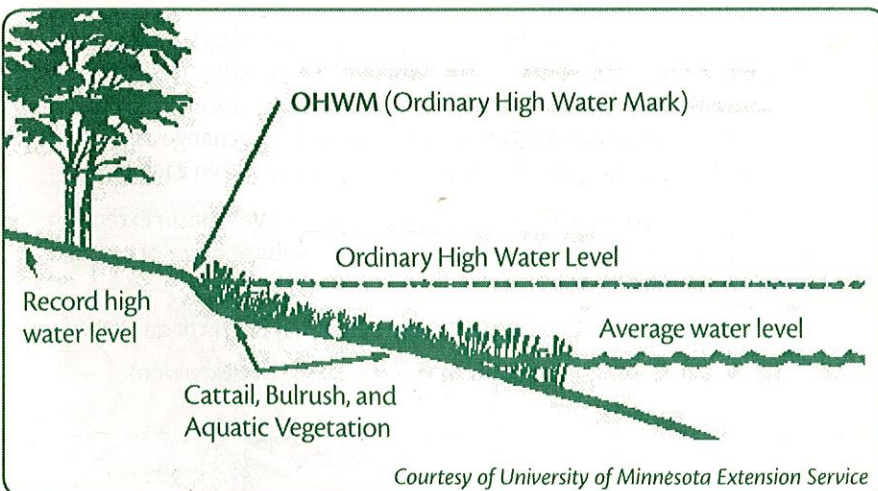 OHWM (Ordinary High Water Mark)
Ordinary High Water Level
Record high
water level
Average water level
Cattail, Bulrush, and
Aquatic Vegetation
Courtesy of University of Minnesota Extension Service